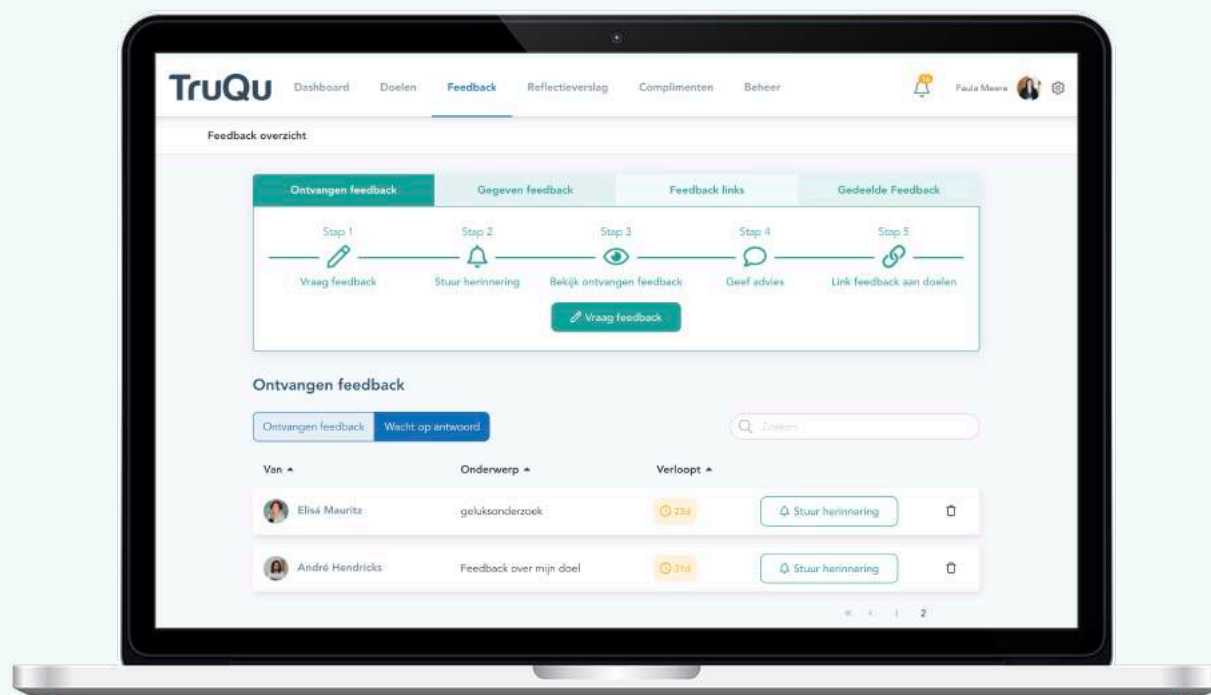 TruQu Dashboard Doelen Feedback Reflectieverslag Complimenten Beheer Paula Meere
Feedback overzicht
Ontvangen feedback Gegeven feedback Feedback links Gedeelde Feedback
Stap 1 Stap 2 Stap 3 Stap 4 Stap 5
Vraag feedback Stuur herinnering Bekijk ontvangen feedback Geef advies Link feedback aan doelen
Vraag feedback
Ontvangen feedback
Ontvangen feedback Wacht op antwoord Zoeken
Van Onderwerp Verloopt
Elisá Mauritz geluksonderzoek 23d Stuur herinnering
André Hendricks Feedback over mijn doel 31d Stuur herinnering
« ‹ 1 2